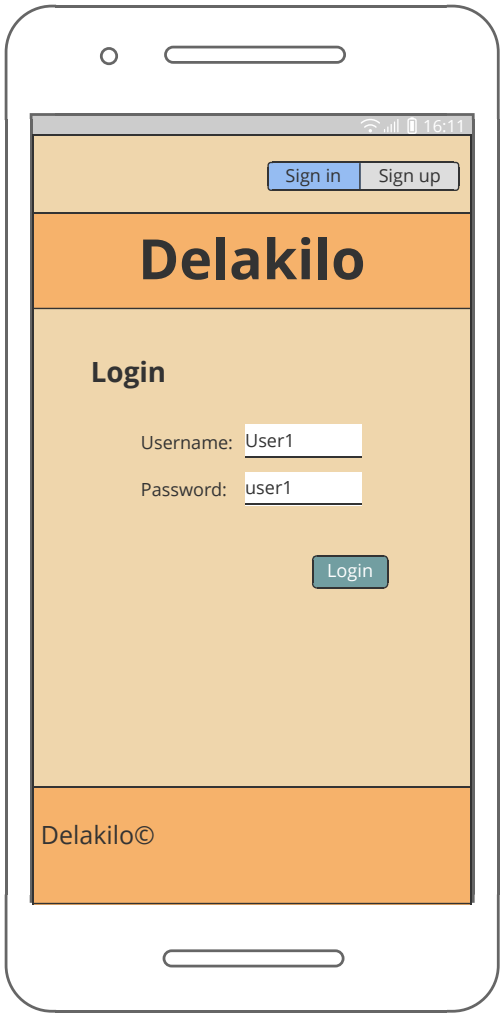 16:11
Sign in Sign up
Delakilo
Login
Username: User1
Password: user1
Login
Delakilo©